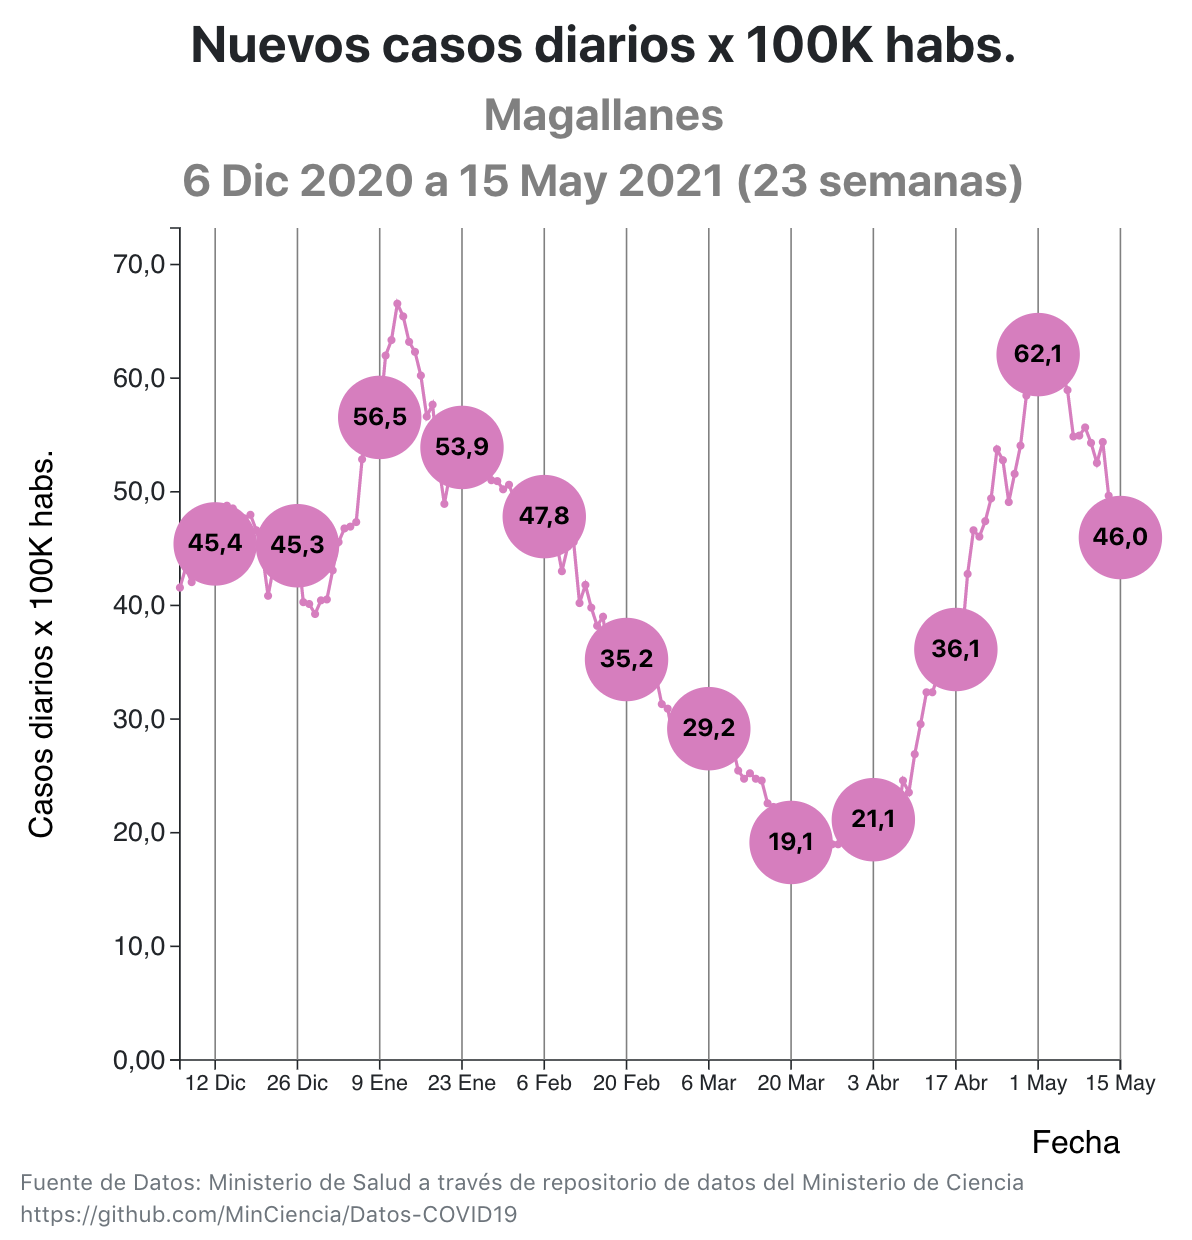 Nuevos casos diarios x 100K habs.
Magallanes
6 Dic 2020 a 15 May 2021 (23 semanas)
Casos diarios x 100K habs.
70,0
60,0
50,0
40,0
30,0
20,0
10,0
0,00
45,4
45,3
56,5
53,9
47,8
35,2
29,2
19,1
21,1
36,1
62,1
46,0
12 Dic
26 Dic
9 Ene
23 Ene
6 Feb
20 Feb
6 Mar
20 Mar
3 Abr
17 Abr
1 May
15 May
Fecha
Fuente de Datos: Ministerio de Salud a través de repositorio de datos del Ministerio de Ciencia
https://github.com/MinCiencia/Datos-COVID19